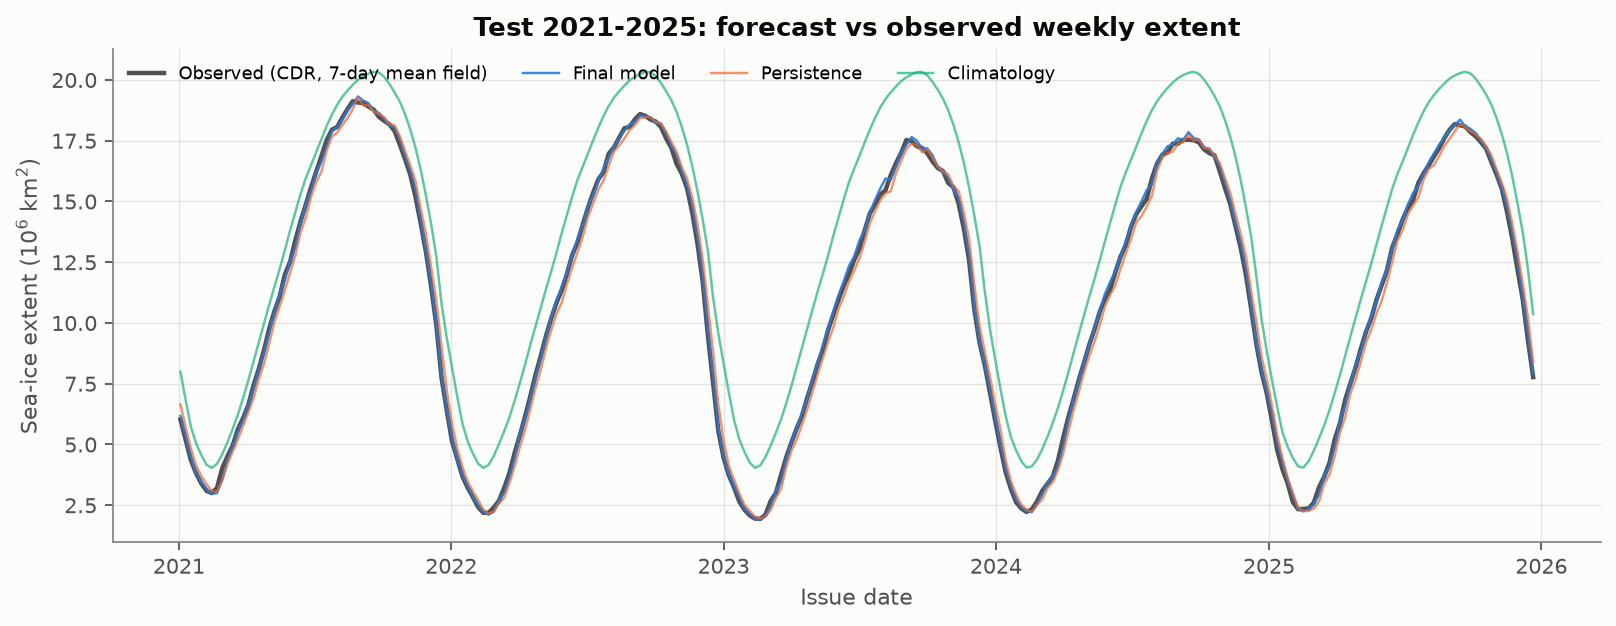 Test 2021-2025: forecast vs observed weekly extent
Observed (CDR, 7-day mean field) Final model Persistence Climatology
Sea-ice extent (10⁶ km²)
20.0
17.5
15.0
12.5
10.0
7.5
5.0
2.5
2021 2022 2023 2024 2025 2026
Issue date